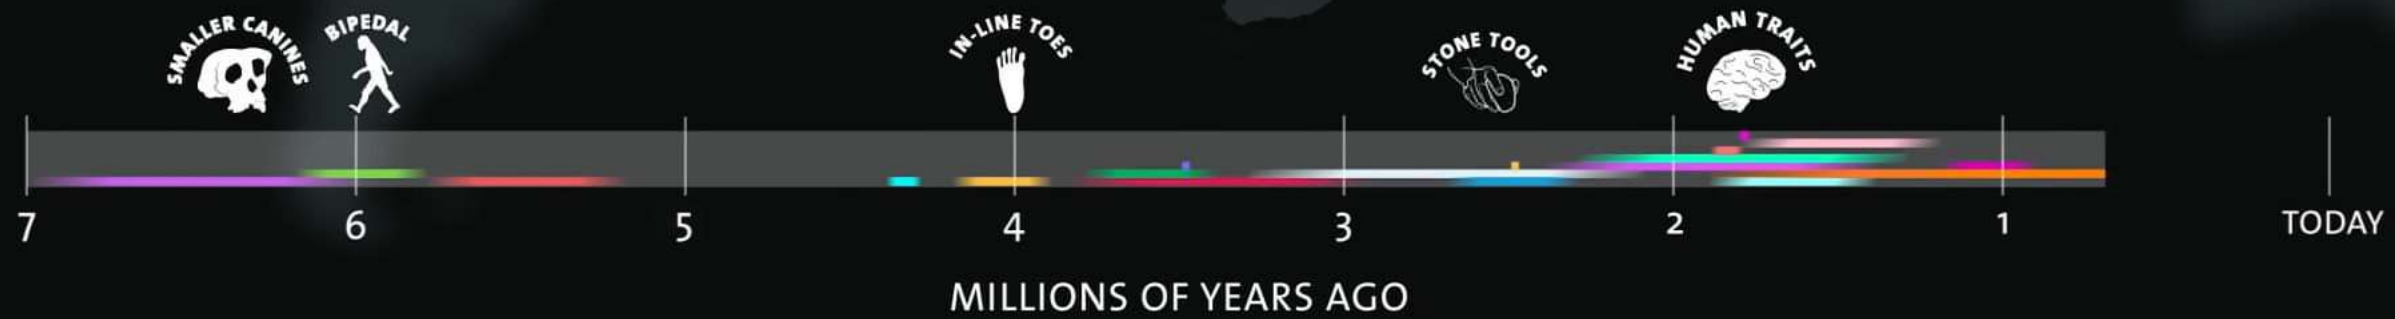 SMALLER CANINES
BIPEDAL
IN-LINE TOES
STONE TOOLS
HUMAN TRAITS
7 6 5 4 3 2 1 TODAY
MILLIONS OF YEARS AGO